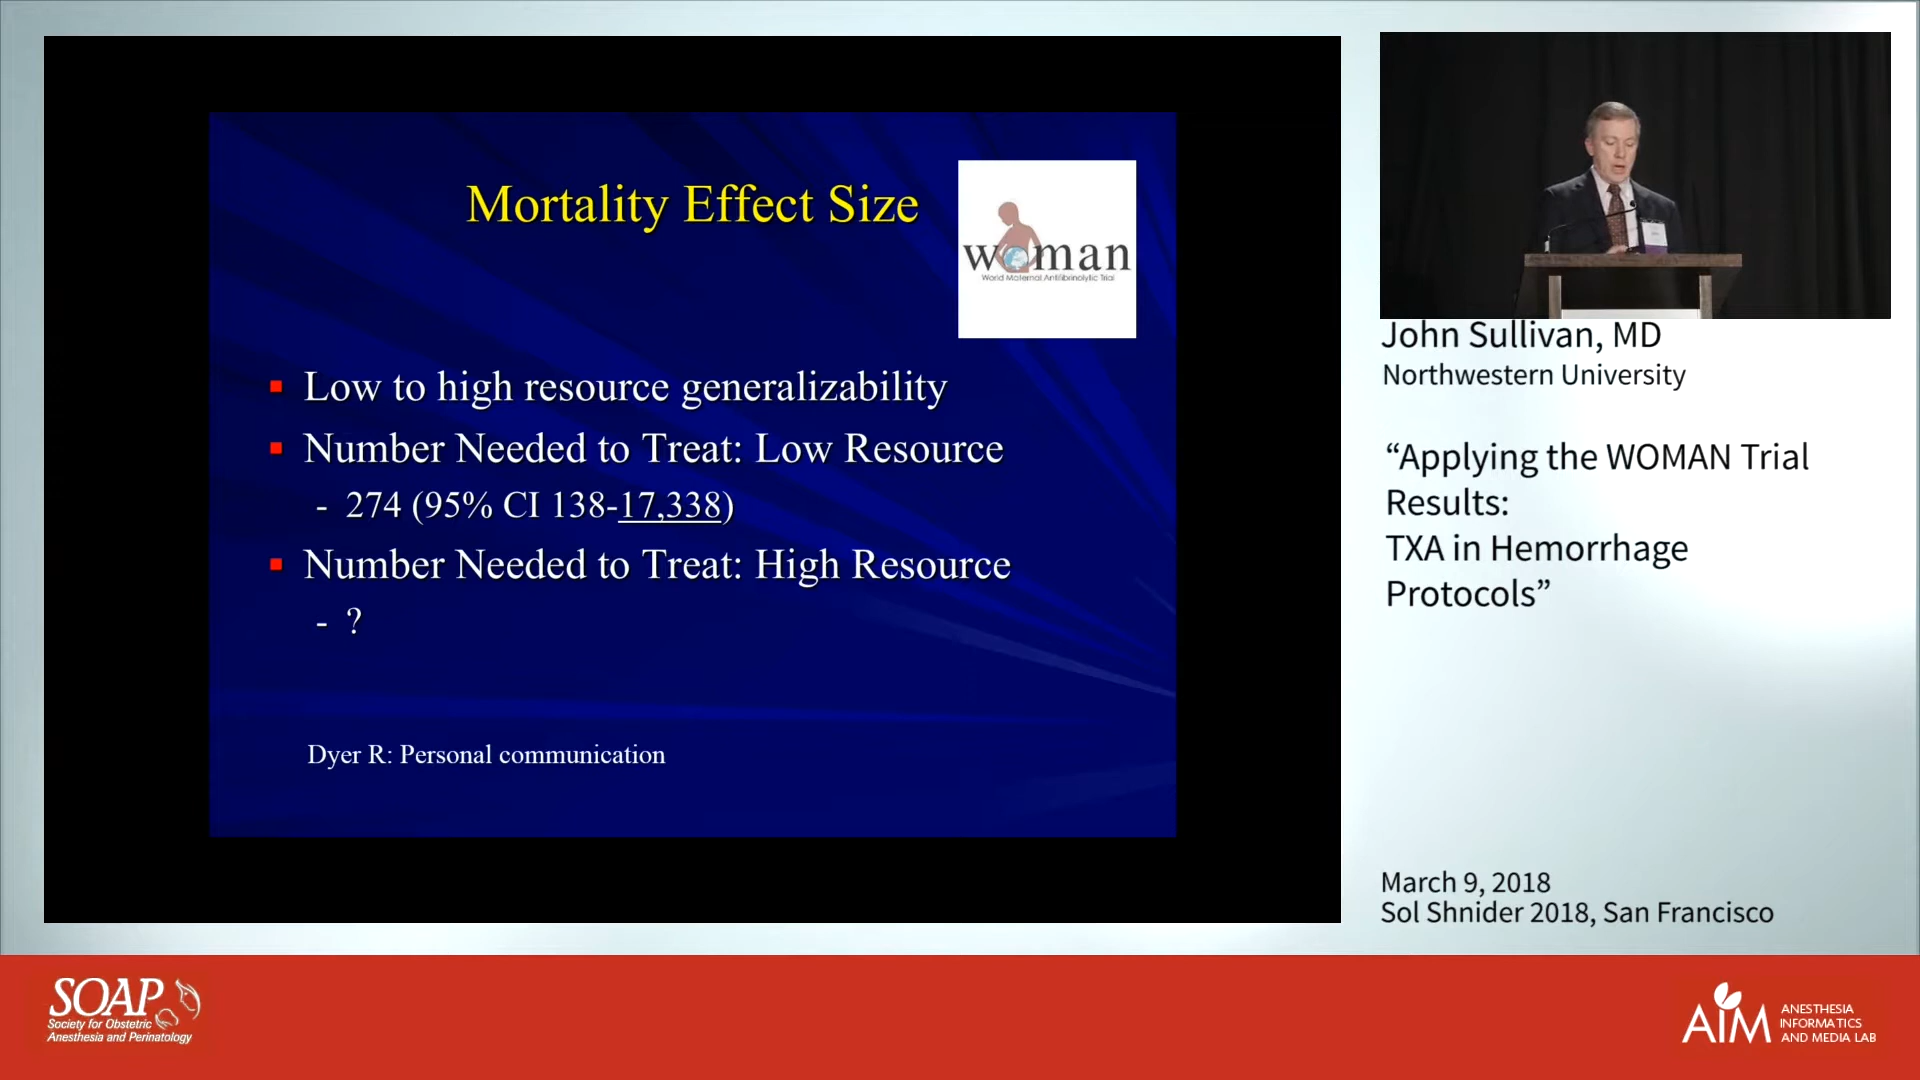 Mortality Effect Size
woman
World Maternal Antifibrinolytic Trial
▪ Low to high resource generalizability
▪ Number Needed to Treat: Low Resource
- 274 (95% CI 138-17,338)
▪ Number Needed to Treat: High Resource
- ?
Dyer R: Personal communication
John Sullivan, MD
Northwestern University
“Applying the WOMAN Trial
Results:
TXA in Hemorrhage
Protocols”
March 9, 2018
Sol Shnider 2018, San Francisco
SOAP
Society for Obstetric
Anesthesia and Perinatology
AIM
ANESTHESIA
INFORMATICS
AND MEDIA LAB